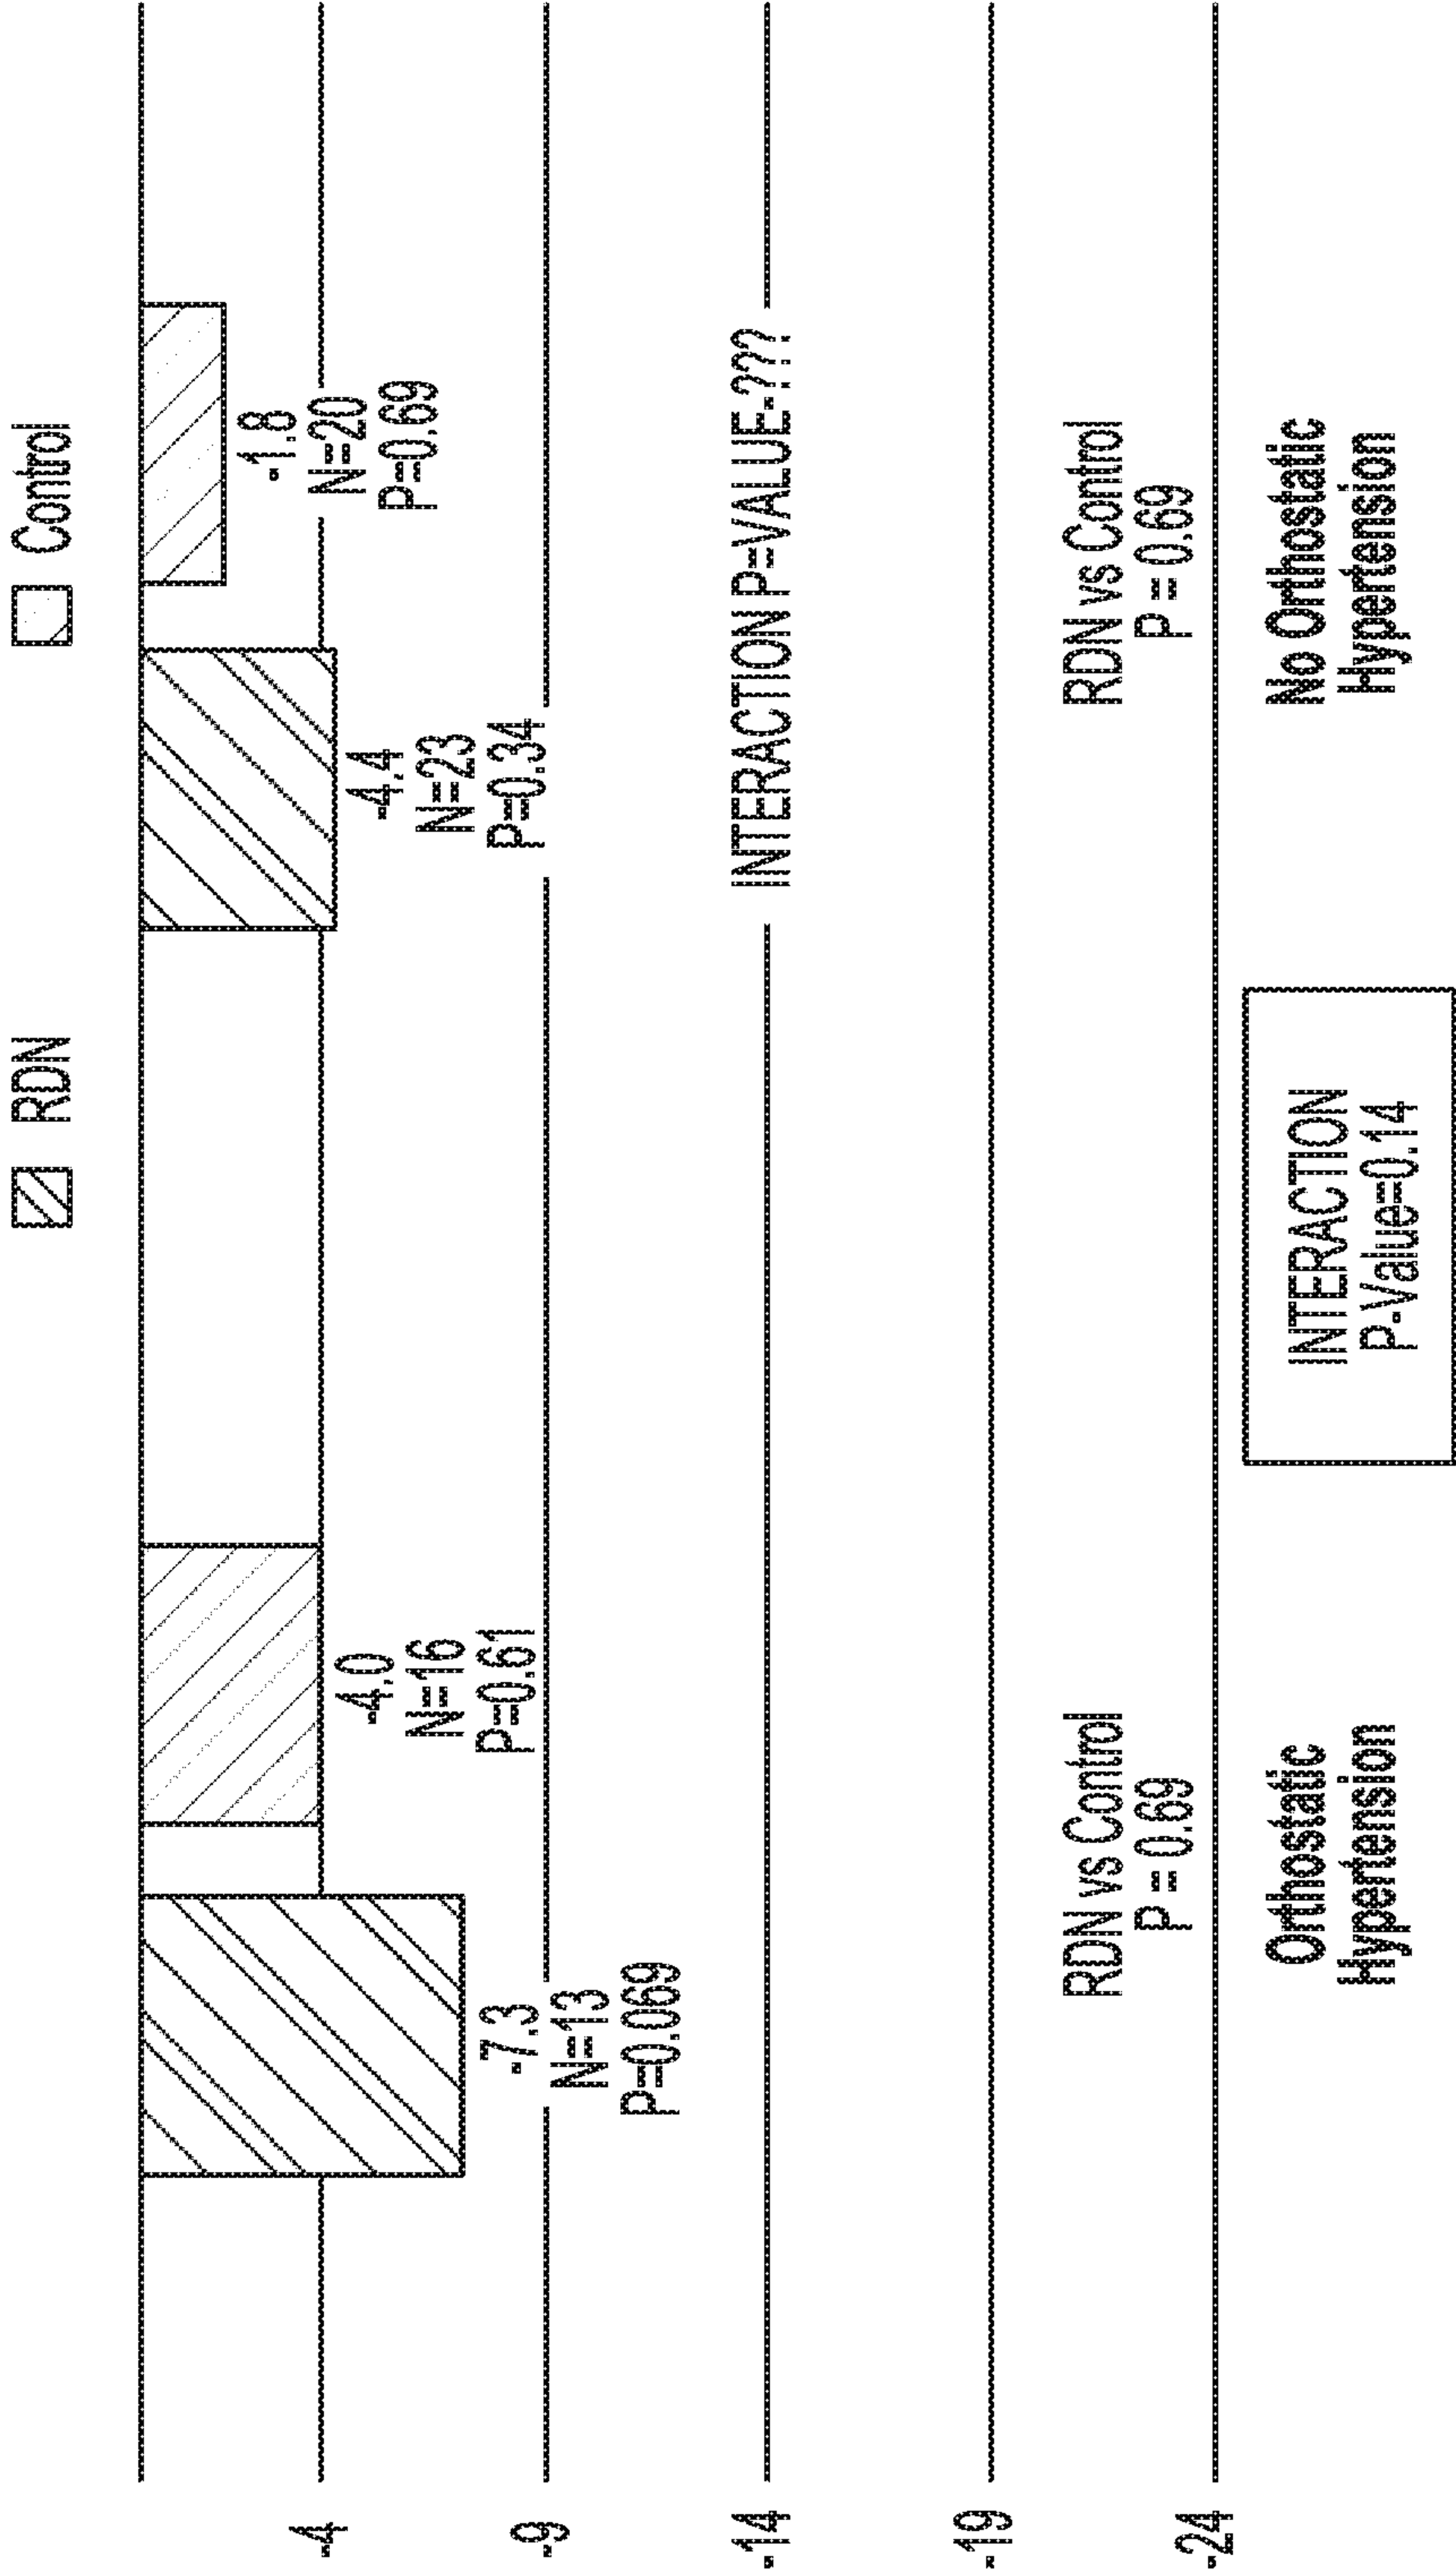 RDN
Control
-4
-9
-14
-19
-24
-7.3
N=13
P=0.069
-4.0
N=16
P=0.61
-4.4
N=23
P=0.34
-1.8
N=20
P=0.69
INTERACTION P=VALUE-???
RDN vs Control
P = 0.69
RDN vs Control
P = 0.69
Orthostatic
Hypertension
INTERACTION
P-Value=0.14
No Orthostatic
Hypertension